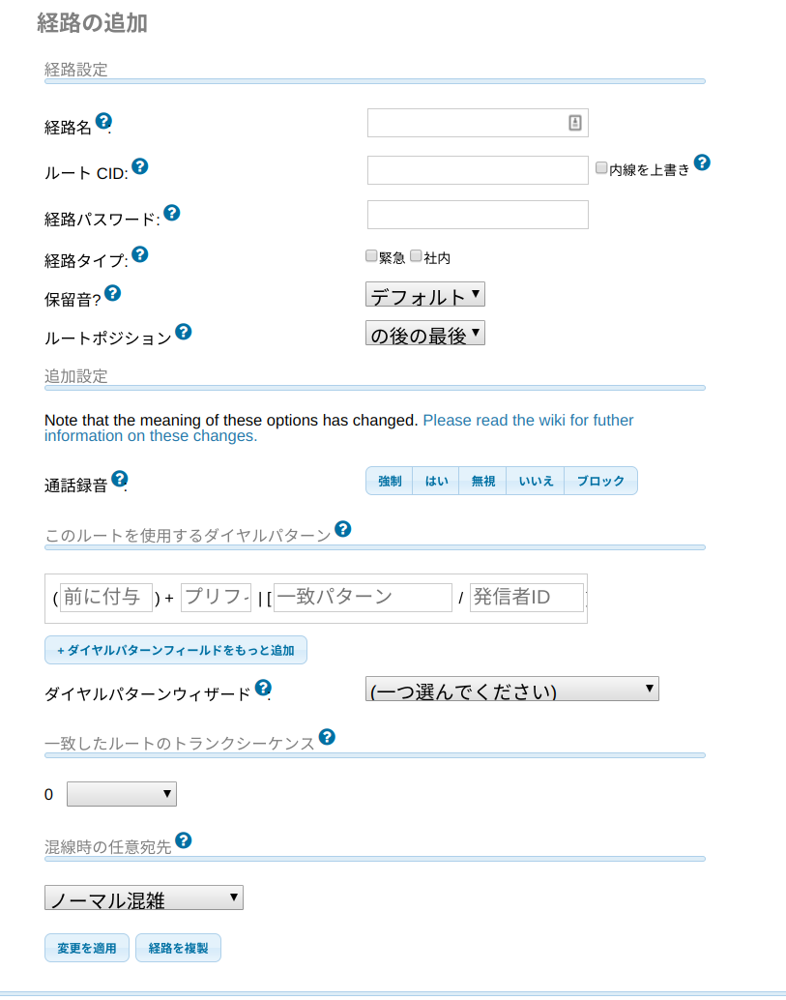 経路の追加
経路設定
経路名 ?:
ルート CID: ? 内線を上書き ?
経路パスワード: ?
経路タイプ: ? 緊急 社内
保留音? ? デフォルト
ルートポジション ? の後の最後
追加設定
Note that the meaning of these options has changed. Please read the wiki for futher
information on these changes.
通話録音 ?: 強制 はい 無視 いいえ ブロック
このルートを使用するダイヤルパターン ?
( 前に付与 ) + プリフィ | [ 一致パターン / 発信者ID ]
+ ダイヤルパターンフィールドをもっと追加
ダイヤルパターンウィザード ?: (一つ選んでください)
一致したルートのトランクシーケンス ?
0
混線時の任意宛先 ?
ノーマル混雑
変更を適用 経路を複製